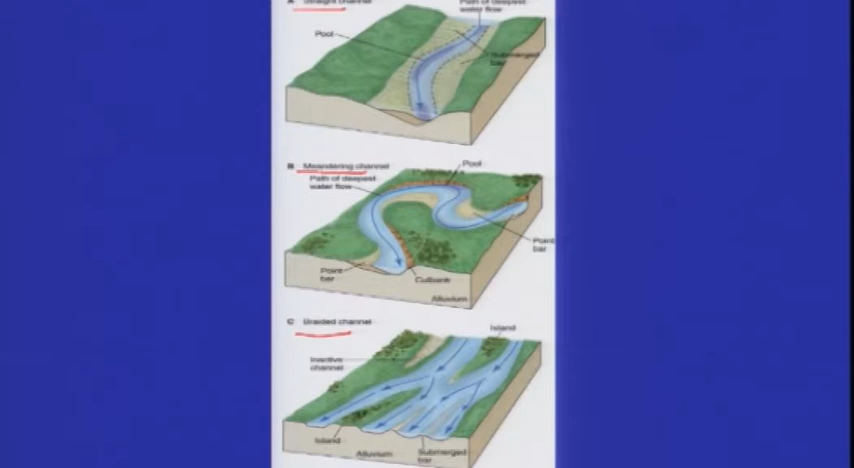 A Straight channel
Path of deepest
water flow
Pool
Submerged
bar
B Meandering channel
Pool
Path of deepest
water flow
Point
bar
Point
bar
Cutbank
Alluvium
C Braided channel
Island
Inactive
channel
Island
Alluvium
Submerged
bar